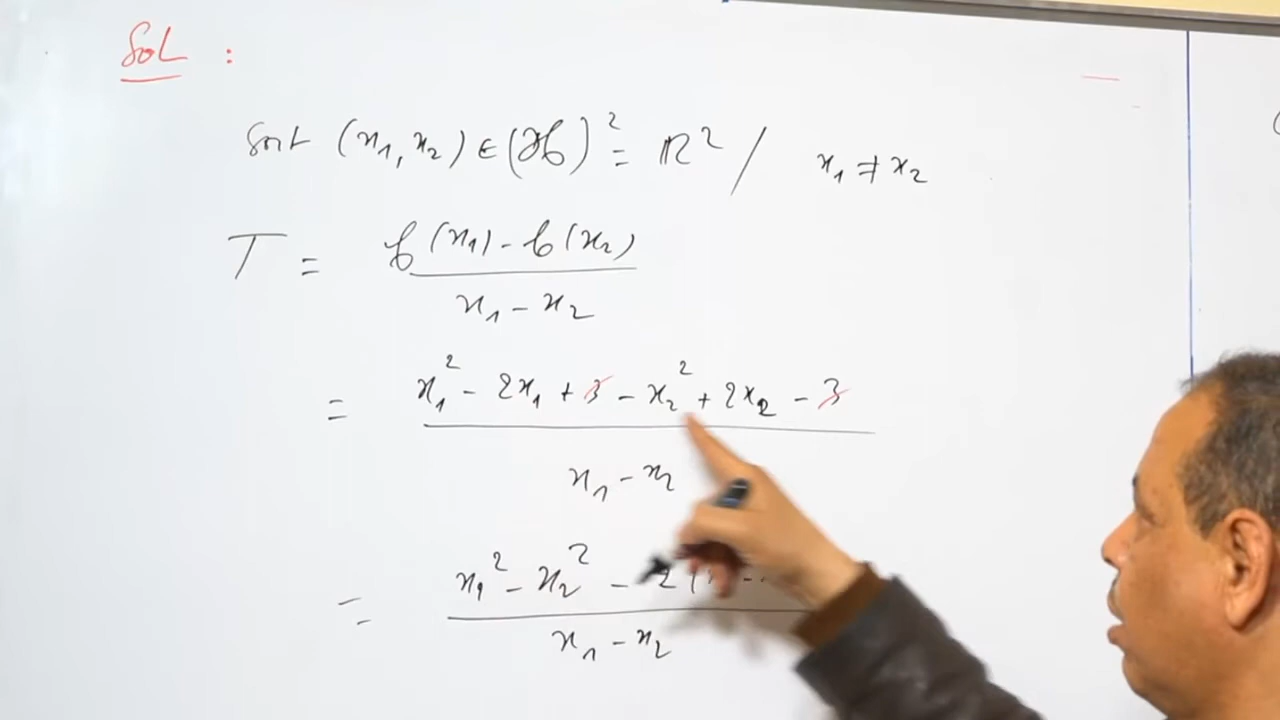 Sol :
Soit (x₁, x₂) ∈ (Df)² = ℝ² / x₁ ≠ x₂
T = f(x₁) - f(x₂)
x₁ - x₂
= x₁² - 2x₁ + 3 - x₂² + 2x₂ - 3
x₁ - x₂
= x₁² - x₂² - 2(
x₁ - x₂